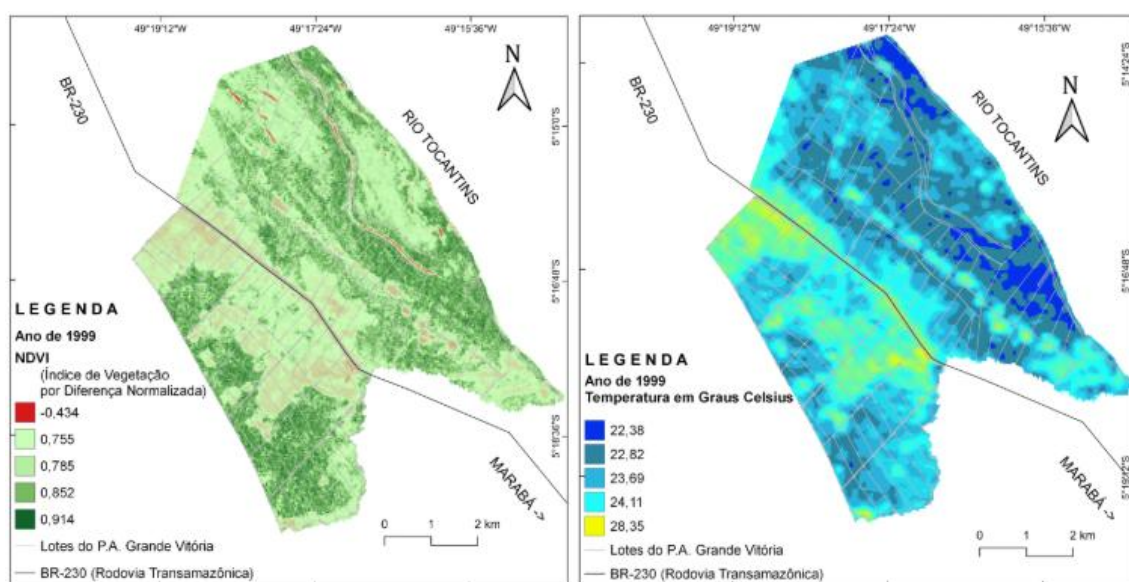 49°19'12"W 49°17'24"W 49°15'36"W
N
BR-230
RIO TOCANTINS
5°15'0"S
5°16'48"S
5°18'36"S
MARABÁ ->
LEGENDA
Ano de 1999
NDVI
(Índice de Vegetação
por Diferença Normalizada)
-0,434
0,755
0,785
0,852
0,914
Lotes do P.A. Grande Vitória
BR-230 (Rodovia Transamazônica)
0 1 2 km
49°19'12"W 49°17'24"W 49°15'36"W
N
BR-230
RIO TOCANTINS
5°14'24"S
5°16'48"S
5°19'12"S
MARABÁ ->
LEGENDA
Ano de 1999
Temperatura em Graus Celsius
22,38
22,82
23,69
24,11
28,35
Lotes do P.A. Grande Vitória
BR-230 (Rodovia Transamazônica)
0 1 2 km